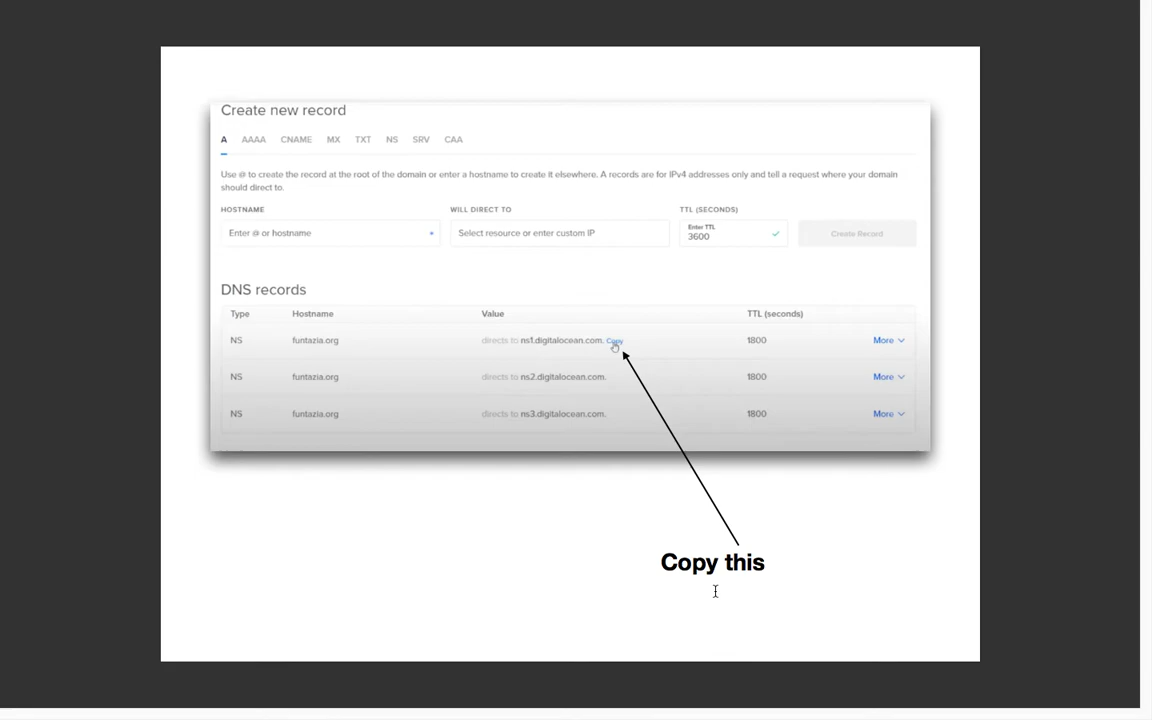 Create new record
A AAAA CNAME MX TXT NS SRV CAA
Use @ to create the record at the root of the domain or enter a hostname to create it elsewhere. A records are for IPv4 addresses only and tell a request where your domain
should direct to.
HOSTNAME WILL DIRECT TO TTL (SECONDS)
Enter @ or hostname Select resource or enter custom IP Enter TTL 3600 Create Record
DNS records
Type Hostname Value TTL (seconds)
NS funtazia.org directs to ns1.digitalocean.com. Copy 1800 More
NS funtazia.org directs to ns2.digitalocean.com. 1800 More
NS funtazia.org directs to ns3.digitalocean.com. 1800 More
Copy this